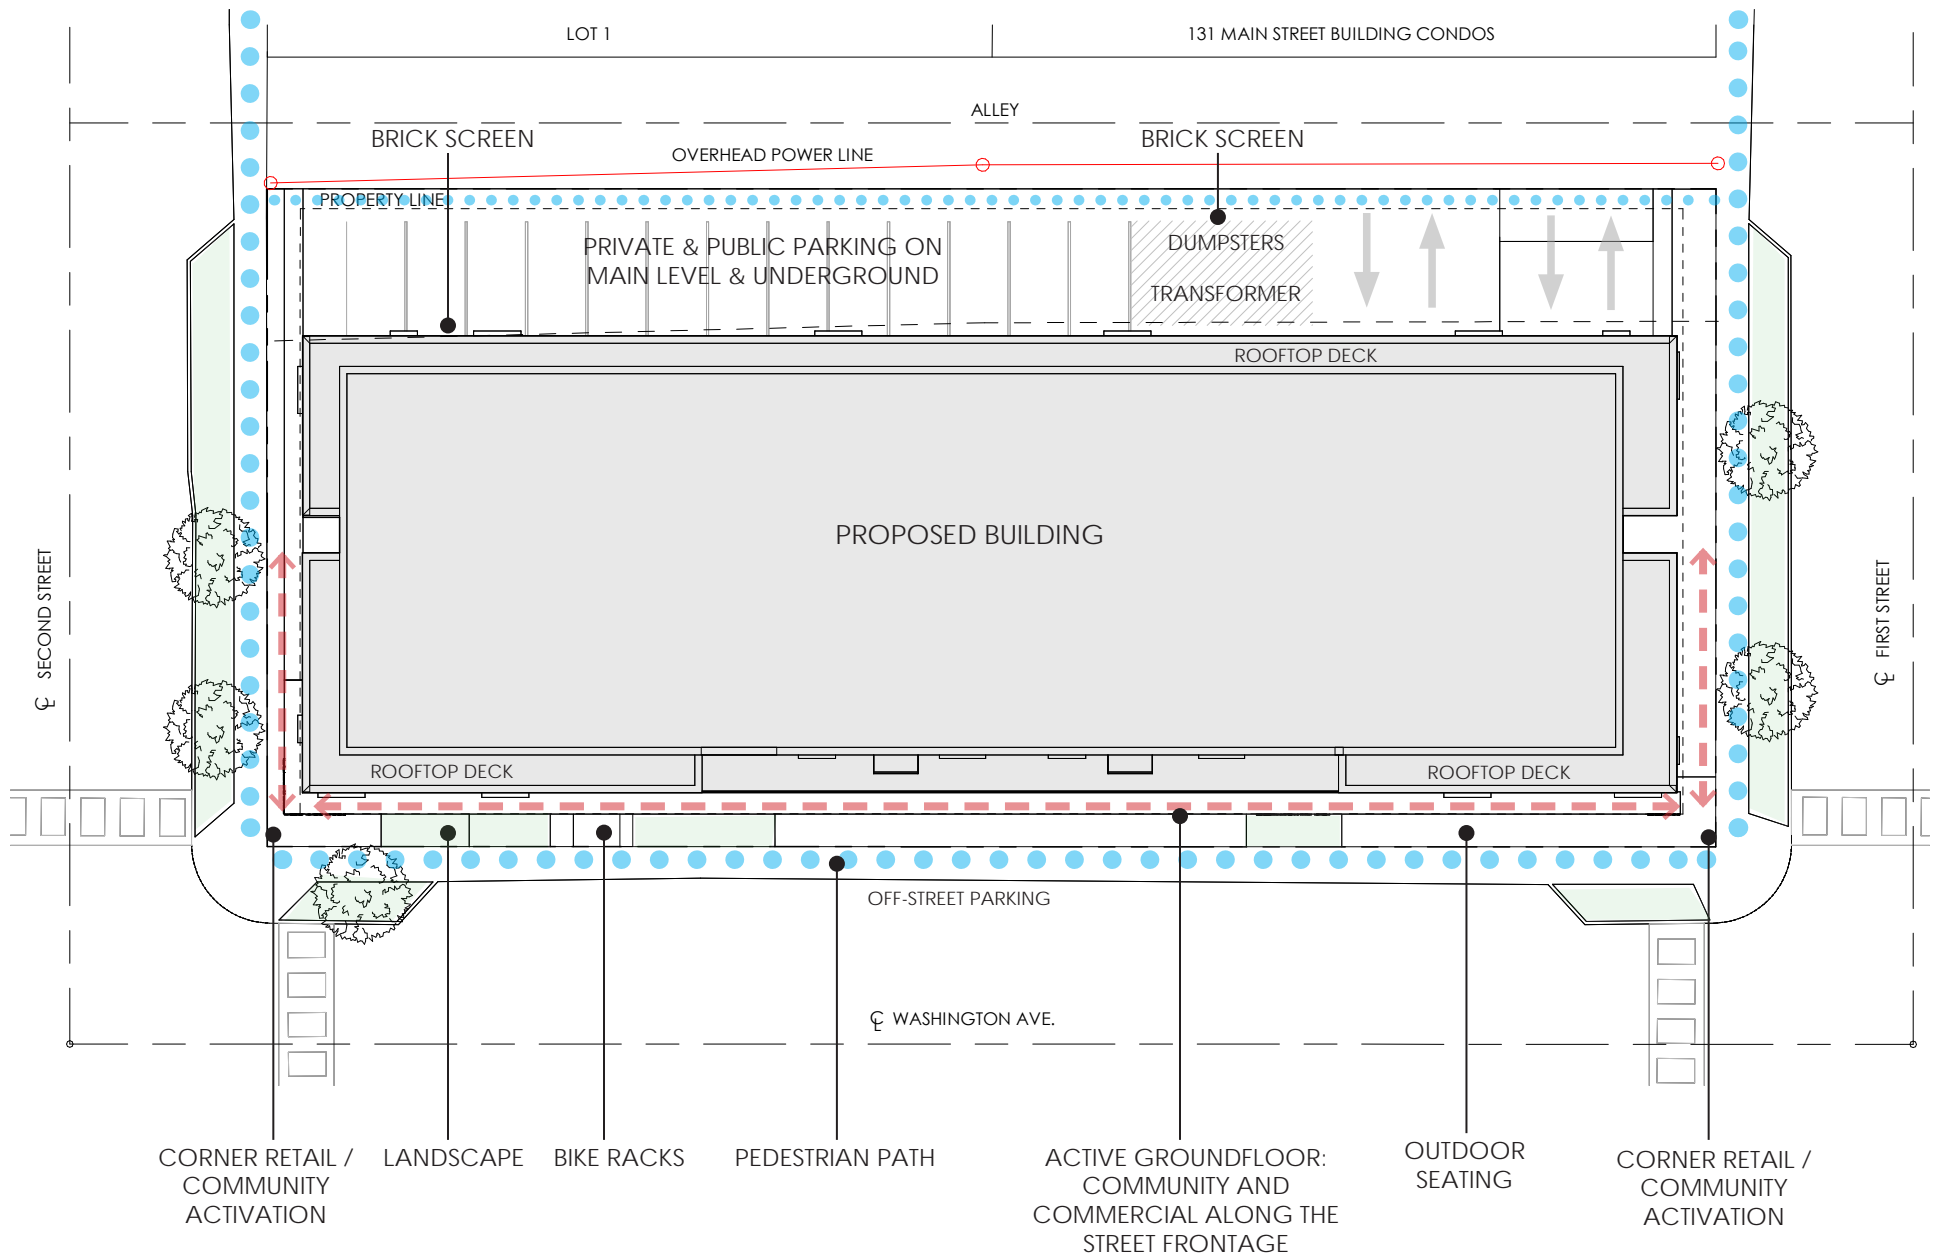 LOT 1
131 MAIN STREET BUILDING CONDOS
ALLEY
BRICK SCREEN
BRICK SCREEN
OVERHEAD POWER LINE
PROPERTY LINE
PRIVATE & PUBLIC PARKING ON
MAIN LEVEL & UNDERGROUND
DUMPSTERS
TRANSFORMER
ROOFTOP DECK
PROPOSED BUILDING
℄ SECOND STREET
℄ FIRST STREET
ROOFTOP DECK
ROOFTOP DECK
OFF-STREET PARKING
℄ WASHINGTON AVE.
CORNER RETAIL /
COMMUNITY
ACTIVATION
LANDSCAPE
BIKE RACKS
PEDESTRIAN PATH
ACTIVE GROUNDFLOOR:
COMMUNITY AND
COMMERCIAL ALONG THE
STREET FRONTAGE
OUTDOOR
SEATING
CORNER RETAIL /
COMMUNITY
ACTIVATION